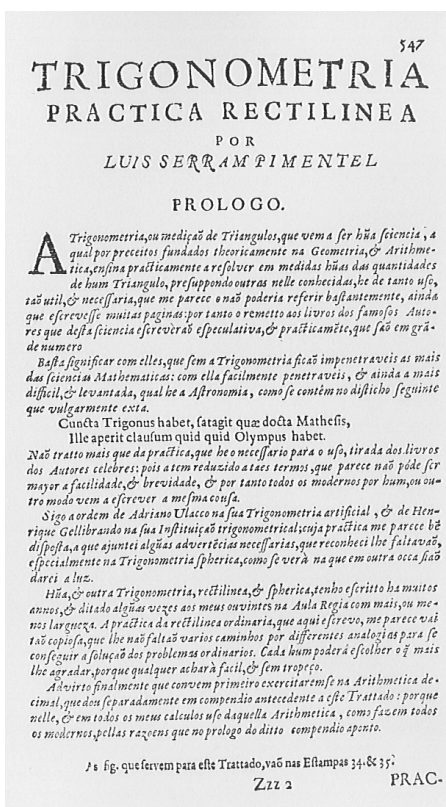 547
TRIGONOMETRIA
PRACTICA RECTILINEA
POR
LUIS SERRAM PIMENTEL
PROLOGO.
A Trigonometria, ou mediçaõ de Triangulos, que vem a ser hũa sciencia, a
qual por preceitos fundados theoricamente na Geometria, & Arithme-
tica, ensina practicamente a resolver em medidas hũas das quantidades
de hum Triangulo, presuppondo outras nelle conhecidas, he de tanto uso,
taõ util, & necessaria, que me parece o naõ poderia referir bastantemente, ainda
que escrevesse muitas paginas: por tanto o remetto aos livros dos famosos Auto-
res que desta sciencia escreveraõ especulativa, & practicamẽte, que saõ em grã-
de numero
Basta significar com elles, que sem a Trigonometria ficaõ impenetraveis as mais
das sciencias Mathematicas: com ella facilmente penetraveis, & ainda a mais
difficil, & levantada, qual he a Astronomia, como se contèm no disticho seguinte
que vulgarmente exta.
Cuncta Trigonus habet, satagit quæ docta Mathesis,
Ille aperit clausum quid quid Olympus habet.
Naõ tratto mais que da practica, que he o necessario para o uso, tirada dos livros
dos Autores celebres: pois a tem reduzido a taes termos, que parece naõ póde ser
mayor a facilidade, & brevidade, & por tanto todos os modernos por hum, ou ou-
tro modo vem a escrever a mesma cousa.
Sigo a ordem de Adriano Ulacco na sua Trigonometria artificial, & de Hen-
rique Gellibrando na sua Instituiçaõ trigonometrical; cuja practica me parece bẽ
disposta, a que ajuntei algũas advertẽcias necessarias, que reconheci lhe faltavaõ,
especialmente na Trigonometria spherica, como se verà na que em outra occasiaõ
darei a luz.
Hũa, & outra Trigonometria, rectilinea, & spherica, tenho escritto ha muitos
annos, & ditado algũas vezes aos meus ouvintes na Aula Regia com mais, ou me-
nos largueza. A practica da rectilinea ordinaria, que aqui escrevo, me parece vai
taõ copiosa, que lhe naõ faltaõ varios caminhos por differentes analogias para se
conseguir a soluçaõ dos problemas ordinarios. Cada hum poderá escolher o q̃ mais
lhe agradar, porque qualquer acharà facil, & sem tropeço.
Advirto finalmente que convem primeiro exercitarense na Arithmetica de-
cimal, que dou separadamente em compendio antecedente a este Trattado: porque
nelle, & em todos os meus calculos uso daquella Arithmetica, como fazem todos
os modernos, pellas razoens que no prologo do ditto compendio aponto.
As fig. que servem para este Trattado, vaõ nas Estampas 34. & 35.
Zzz 2
PRAC-